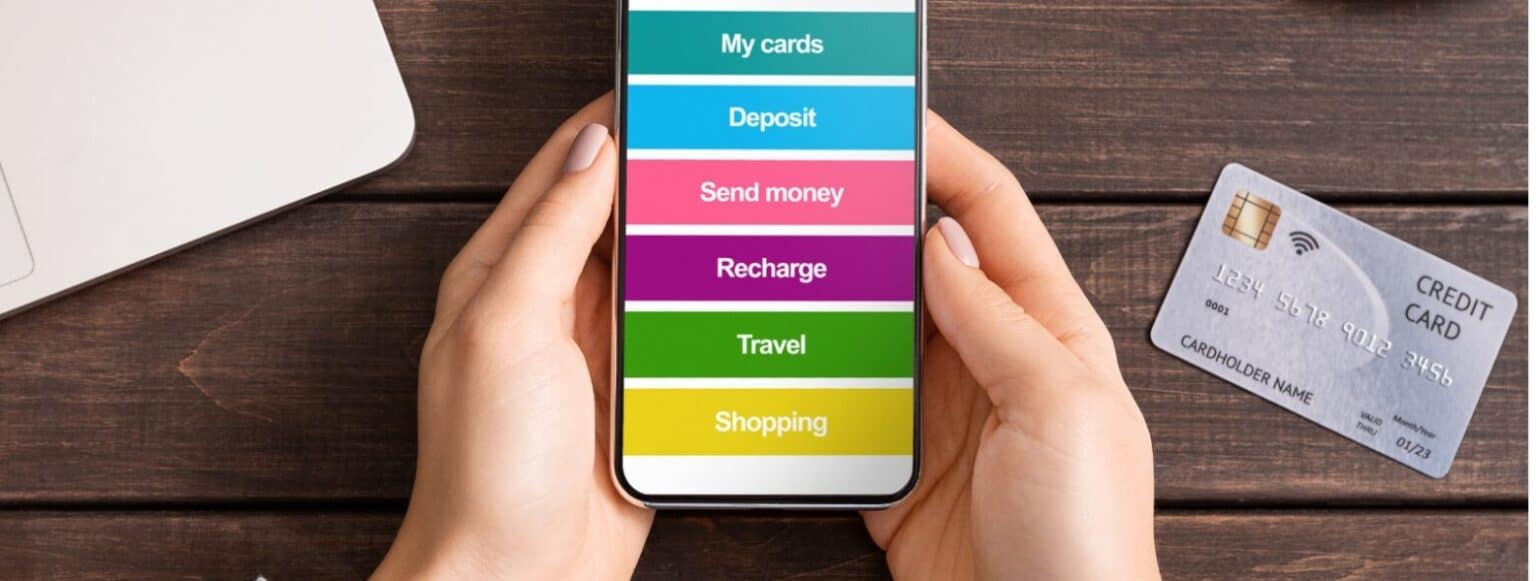 My cards
Deposit
Send money
Recharge
Travel
Shopping
CREDIT
CARD
1234 5678 9012 3456
0001
CARDHOLDER NAME
VALID
THRU
Month/Year
01/23